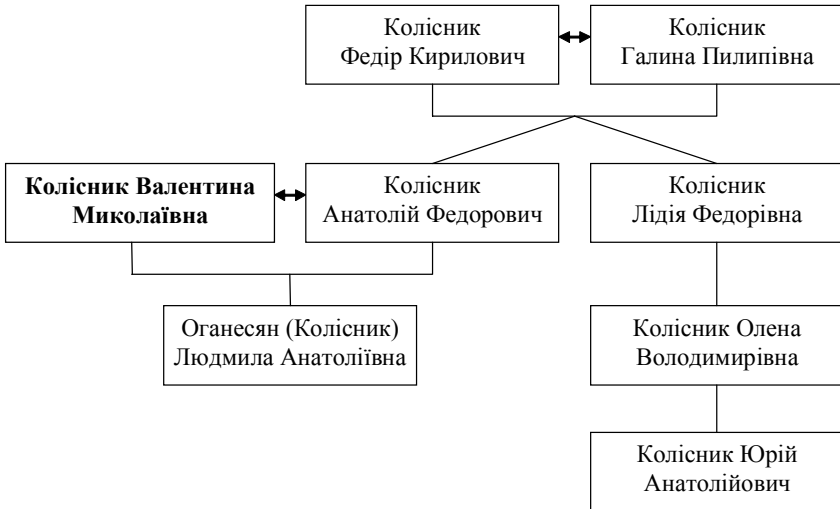 Колісник
Федір Кирилович
Колісник
Галина Пилипівна
Колісник Валентина
Миколаївна
Колісник
Анатолій Федорович
Колісник
Лідія Федорівна
Оганесян (Колісник)
Людмила Анатоліївна
Колісник Олена
Володимирівна
Колісник Юрій
Анатолійович